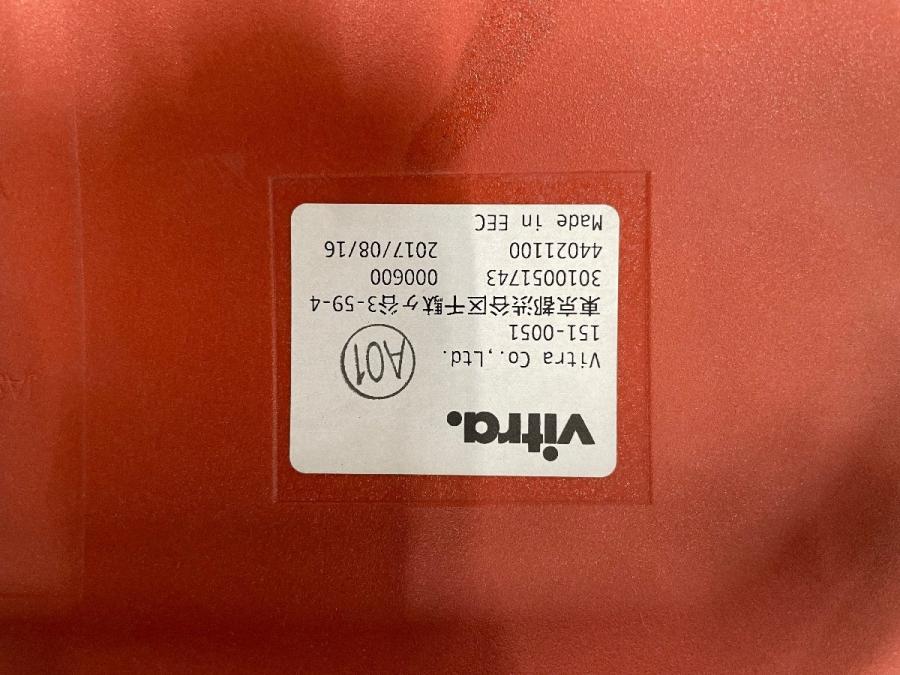 vitra.
Vitra Co.,Ltd.
A01
151-0051
東京都渋谷区千駄ヶ谷3-59-4
3010051743 000600
44021100 2017/08/16
Made in EEC